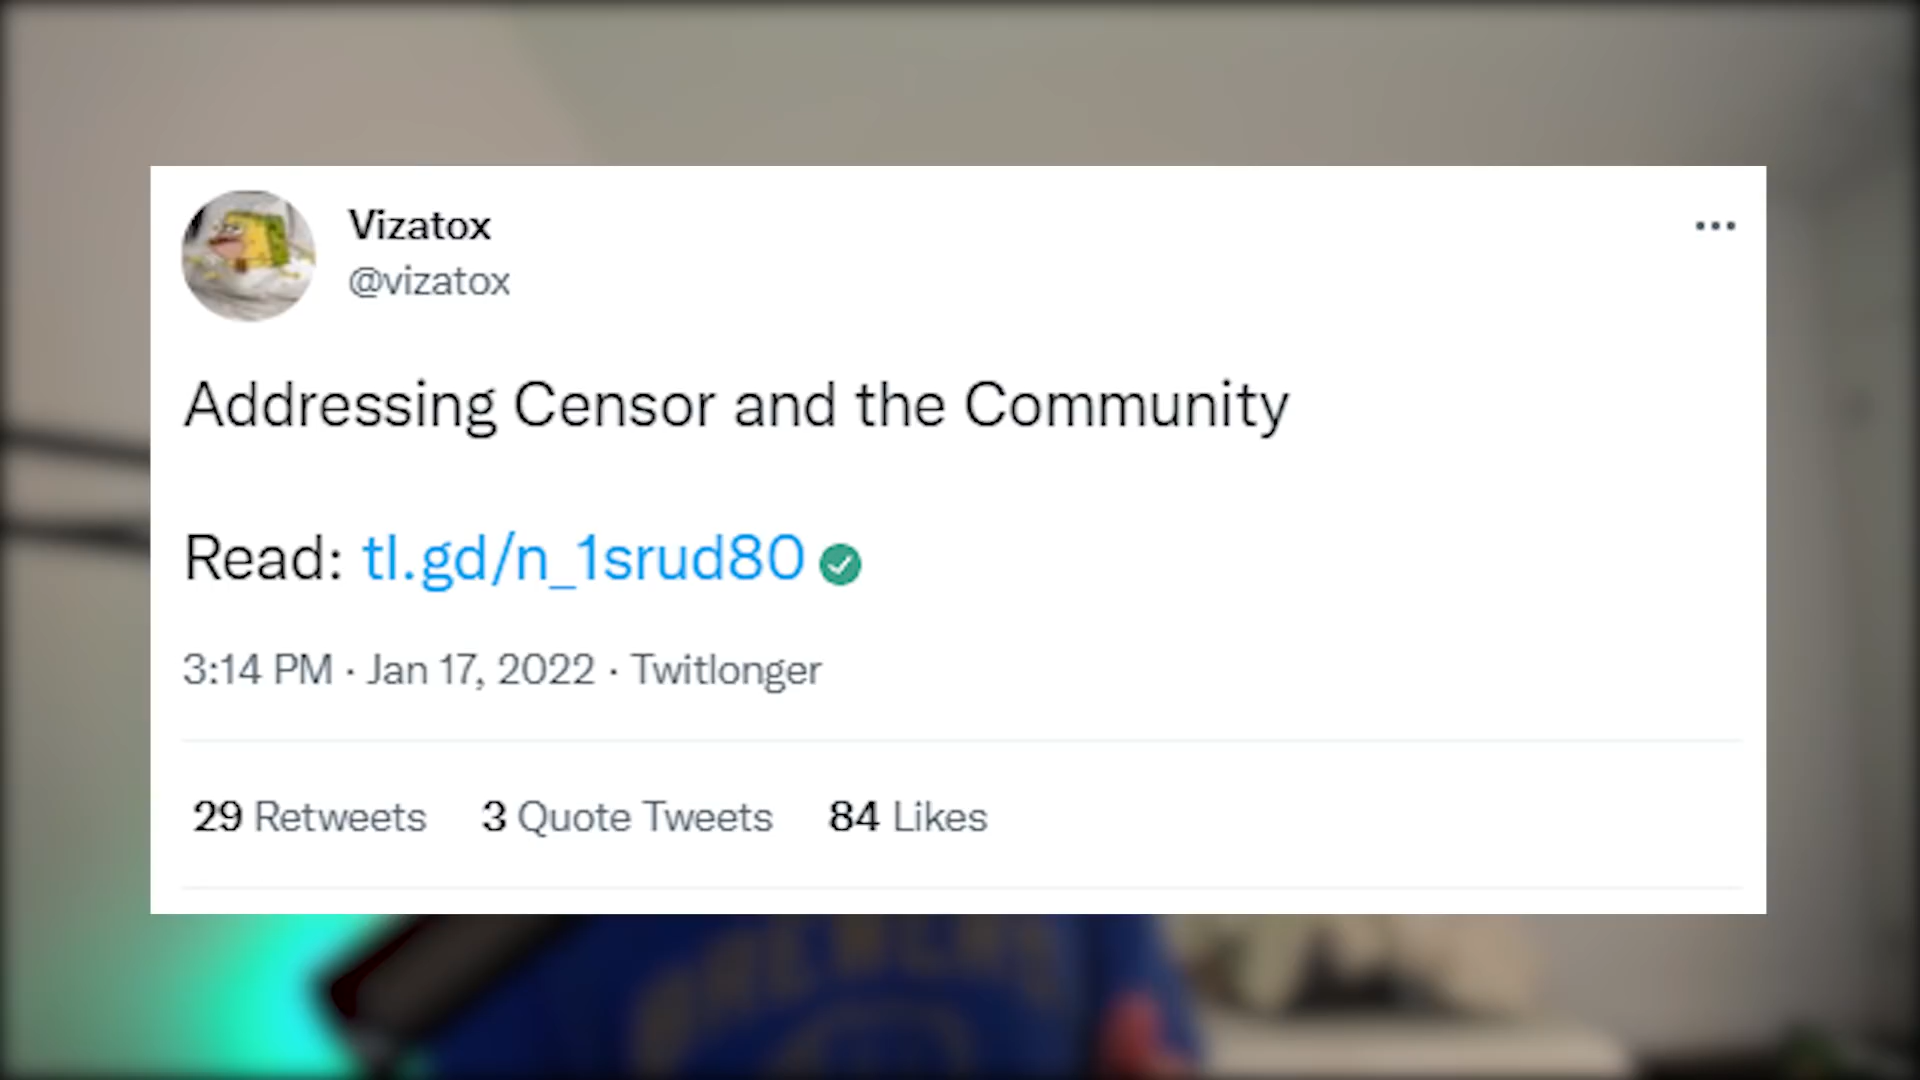 Vizatox
@vizatox
Addressing Censor and the Community
Read: tl.gd/n_1srud80
3:14 PM · Jan 17, 2022 · Twitlonger
29 Retweets 3 Quote Tweets 84 Likes